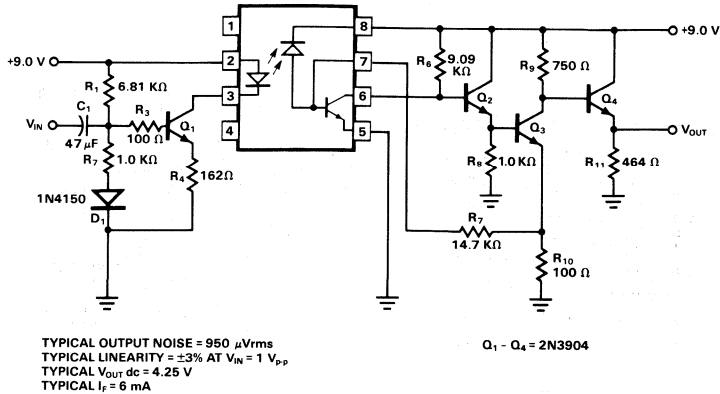 1
2
3
4
8
7
6
5
+9.0 V
R1 6.81 KΩ
C1
VIN
47 µF
R3
100 Ω
Q1
R7 1.0 KΩ
R4 162Ω
1N4150
D1
+9.0 V
R6 9.09 KΩ
R9 750 Ω
Q2
Q3
Q4
VOUT
R8 1.0 KΩ
R11 464 Ω
R7
14.7 KΩ
R10
100 Ω
TYPICAL OUTPUT NOISE = 950 µVrms
TYPICAL LINEARITY = ±3% AT VIN = 1 Vp-p
TYPICAL VOUT dc = 4.25 V
TYPICAL IF = 6 mA
Q1 - Q4 = 2N3904